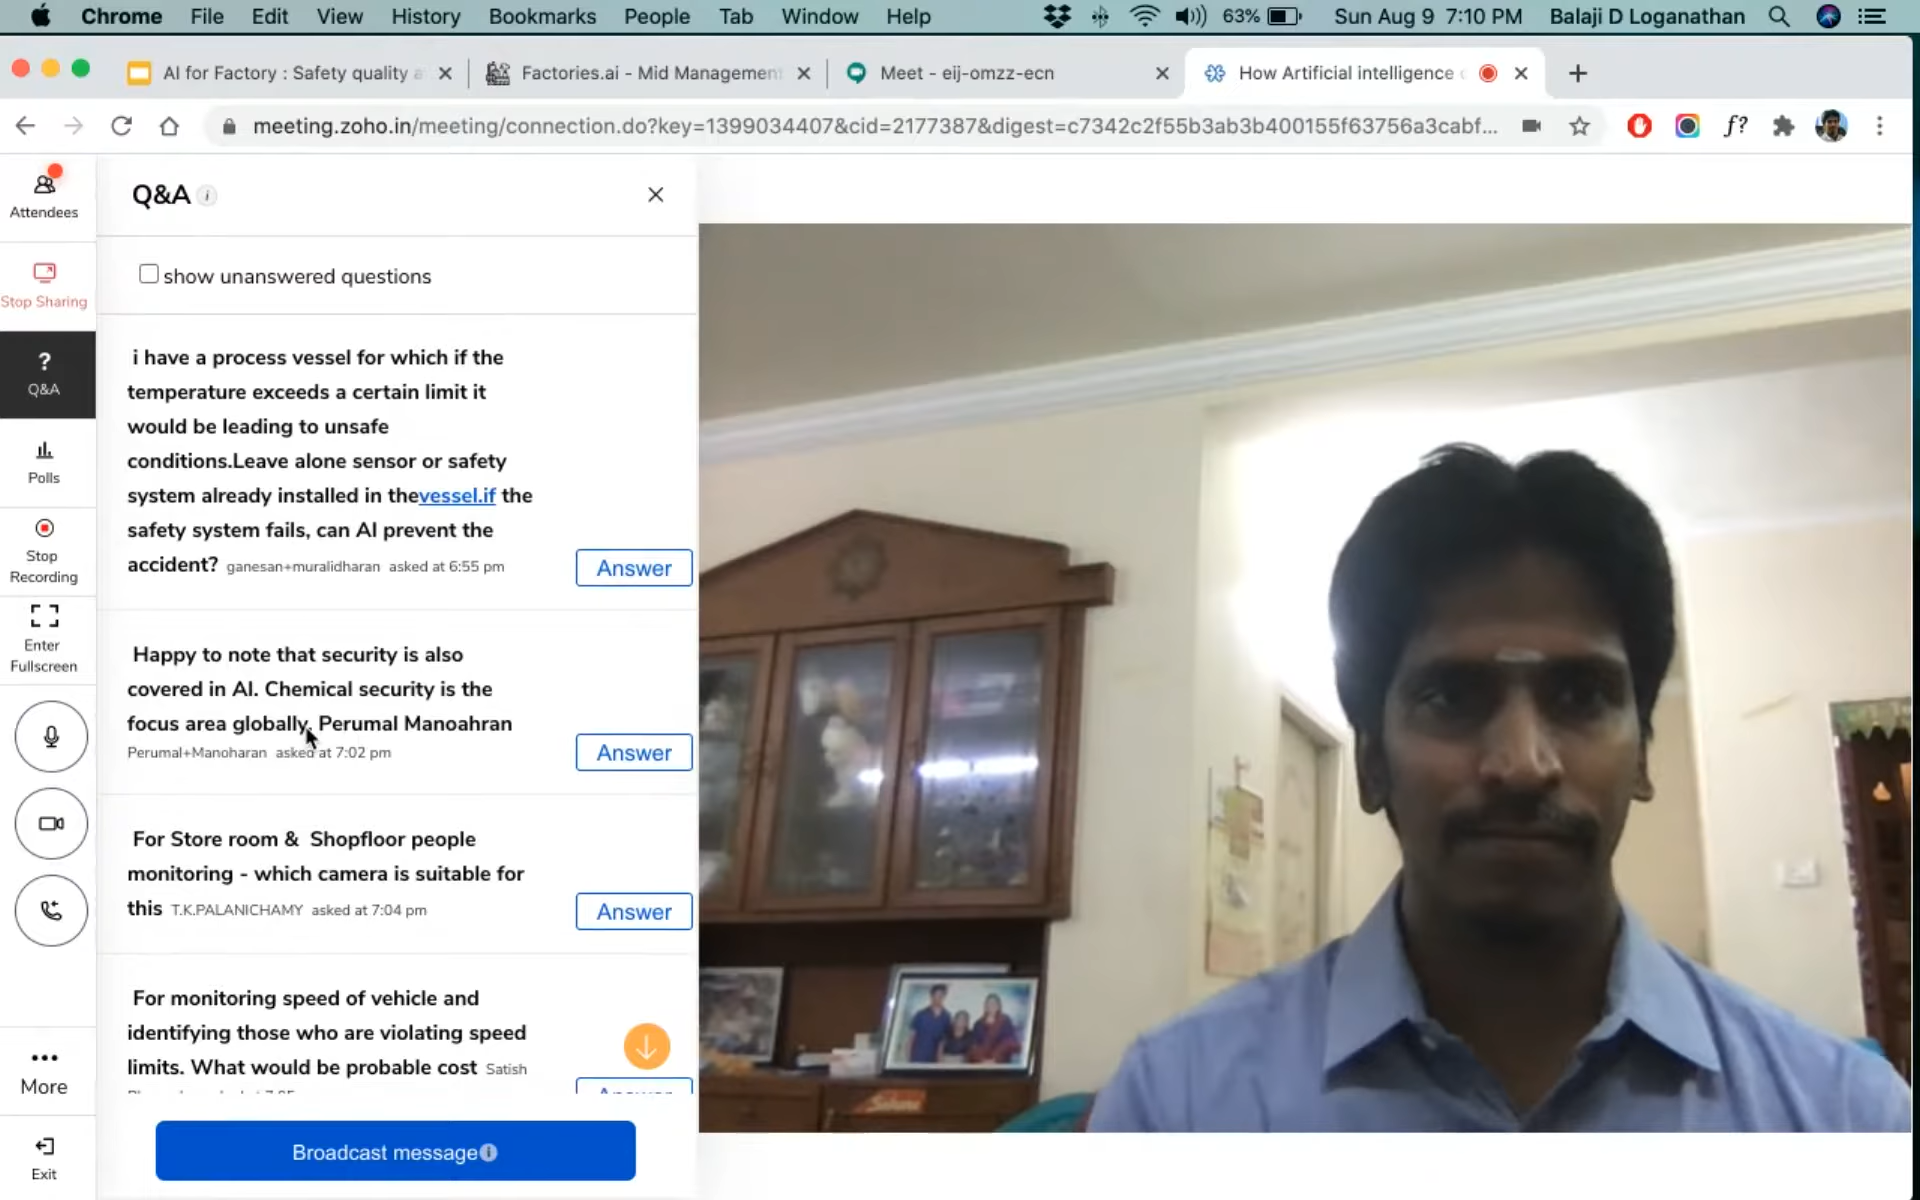 Chrome File Edit View History Bookmarks People Tab Window Help 63% Sun Aug 9 7:10 PM Balaji D Loganathan
AI for Factory : Safety quality a
Factories.ai - Mid Management
Meet - eij-omzz-ecn
How Artificial intelligence
meeting.zoho.in/meeting/connection.do?key=1399034407&cid=2177387&digest=c7342c2f55b3ab3b400155f63756a3cabf...
f?
Attendees
Stop Sharing
?
Q&A
Polls
Stop
Recording
Enter
Fullscreen
More
Exit
Q&A i
show unanswered questions
i have a process vessel for which if the
temperature exceeds a certain limit it
would be leading to unsafe
conditions.Leave alone sensor or safety
system already installed in thevessel.if the
safety system fails, can AI prevent the
accident? ganesan+muralidharan asked at 6:55 pm
Answer
Happy to note that security is also
covered in AI. Chemical security is the
focus area globally. Perumal Manoahran
Perumal+Manoharan asked at 7:02 pm
Answer
For Store room & Shopfloor people
monitoring - which camera is suitable for
this T.K.PALANICHAMY asked at 7:04 pm
Answer
For monitoring speed of vehicle and
identifying those who are violating speed
limits. What would be probable cost Satish
Broadcast message i